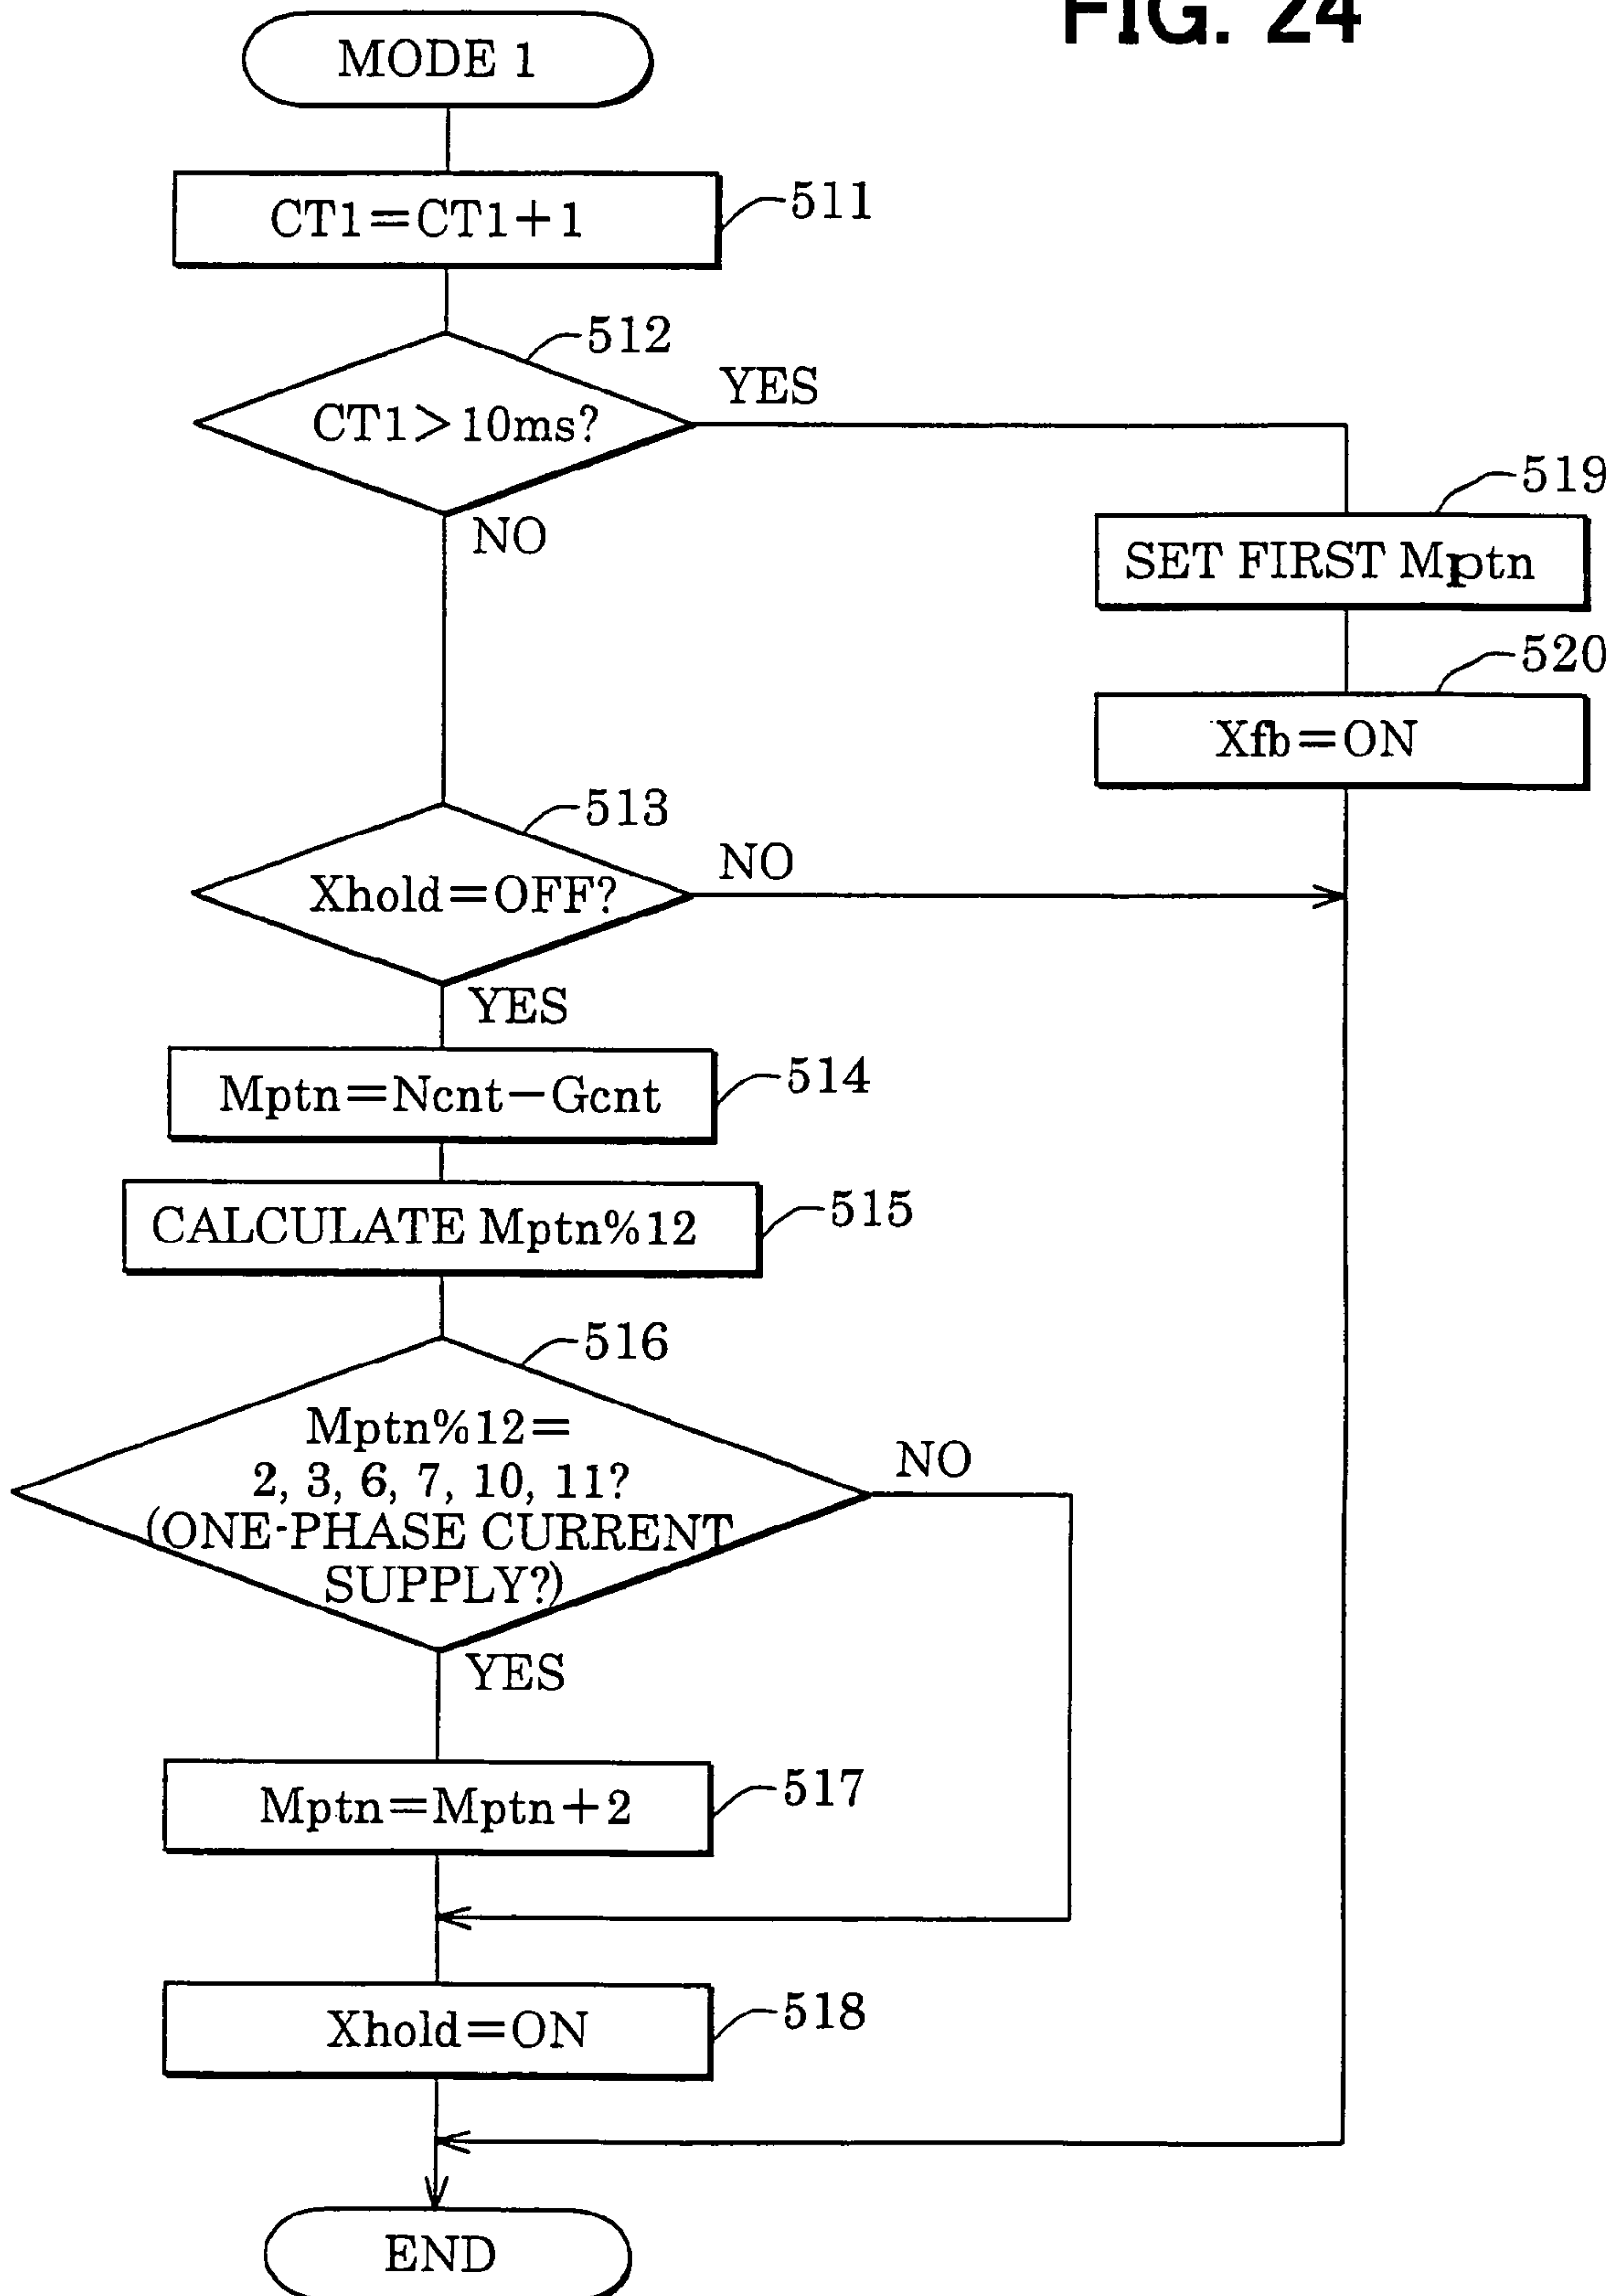 FIG. 24
MODE 1
CT1=CT1+1
511
512
CT1>10ms?
YES
NO
519
SET FIRST Mptn
520
Xfb=ON
513
Xhold=OFF?
NO
YES
Mptn=Ncnt−Gcnt
514
CALCULATE Mptn%12
515
516
Mptn%12=
2, 3, 6, 7, 10, 11?
(ONE-PHASE CURRENT
SUPPLY?)
NO
YES
Mptn=Mptn+2
517
Xhold=ON
518
END